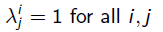 λ_j^i = 1 for all i, j